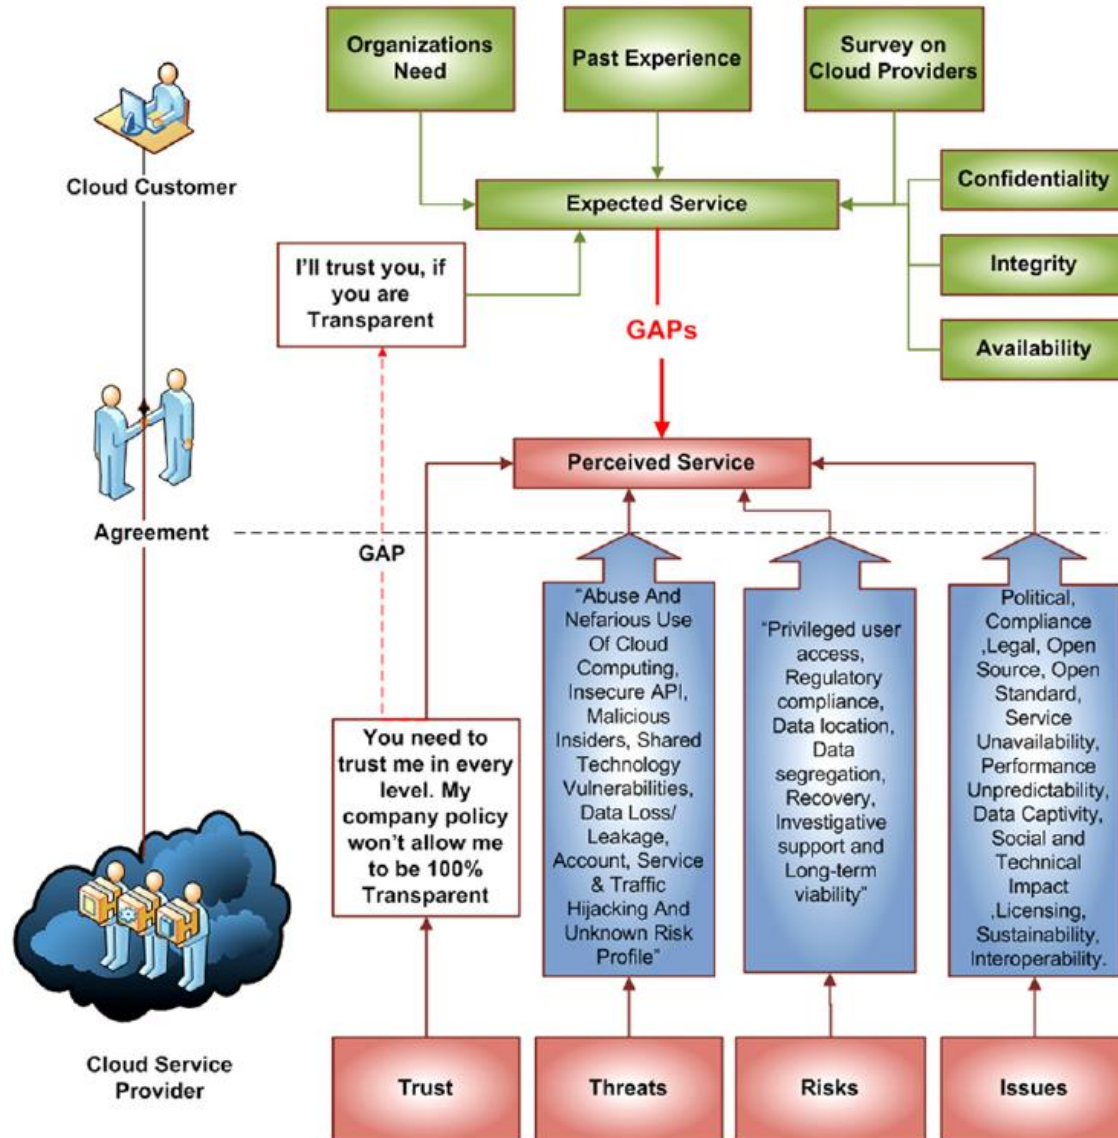 Organizations
Need
Past Experience
Survey on
Cloud Providers
Cloud Customer
Expected Service
Confidentiality
Integrity
Availability
I'll trust you, if
you are
Transparent
GAPs
Perceived Service
Agreement
GAP
You need to
trust me in every
level. My
company policy
won't allow me
to be 100%
Transparent
"Abuse And
Nefarious Use
Of Cloud
Computing,
Insecure API,
Malicious
Insiders, Shared
Technology
Vulnerabilities,
Data Loss/
Leakage,
Account, Service
& Traffic
Hijacking And
Unknown Risk
Profile"
"Privileged user
access,
Regulatory
compliance,
Data location,
Data
segregation,
Recovery,
Investigative
support and
Long-term
viability"
Political,
Compliance
,Legal, Open
Source, Open
Standard,
Service
Unavailability,
Performance
Unpredictability,
Data Captivity,
Social and
Technical
Impact
,Licensing,
Sustainability,
Interoperability.
Cloud Service
Provider
Trust
Threats
Risks
Issues